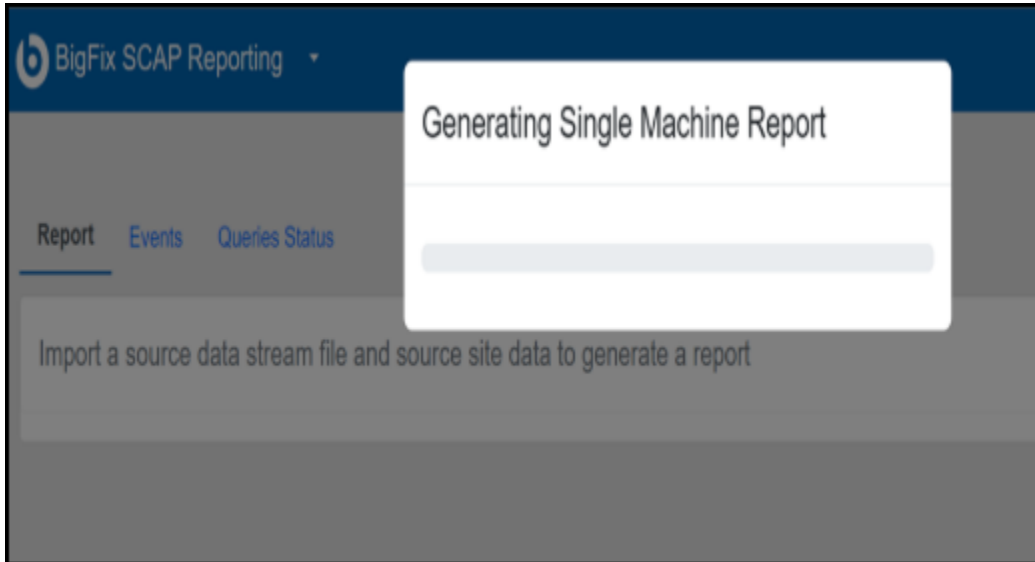 BigFix SCAP Reporting
Generating Single Machine Report
Report Events Queries Status
Import a source data stream file and source site data to generate a report